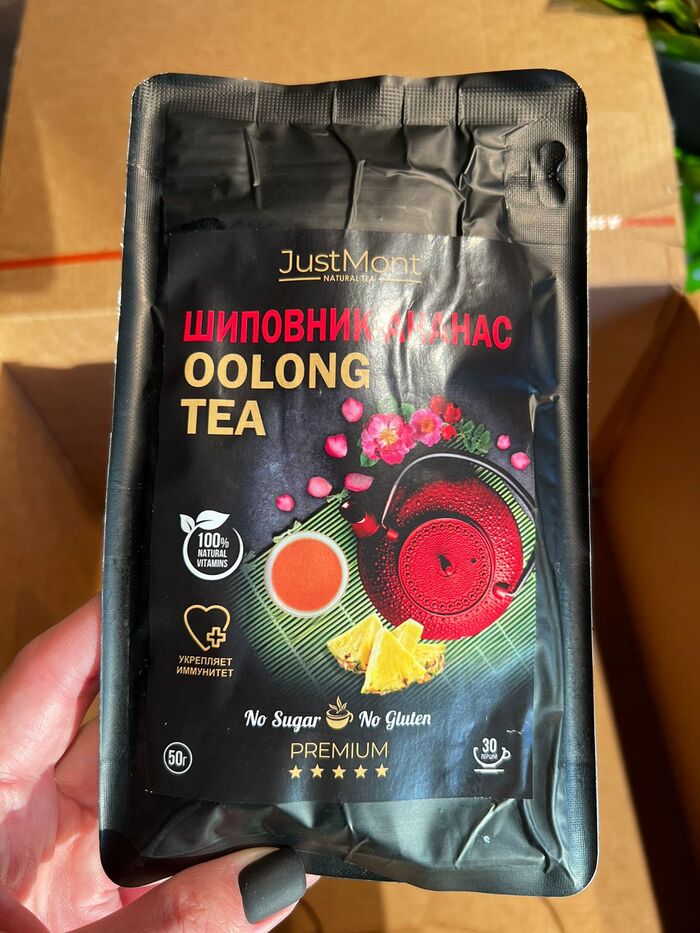 JustMont
NATURAL TEA
ШИПОВНИК-АНАНАС
OOLONG
TEA
100%
NATURAL
VITAMINS
УКРЕПЛЯЕТ
ИММУНИТЕТ
No Sugar No Gluten
PREMIUM
50г
30
ПОРЦИЙ